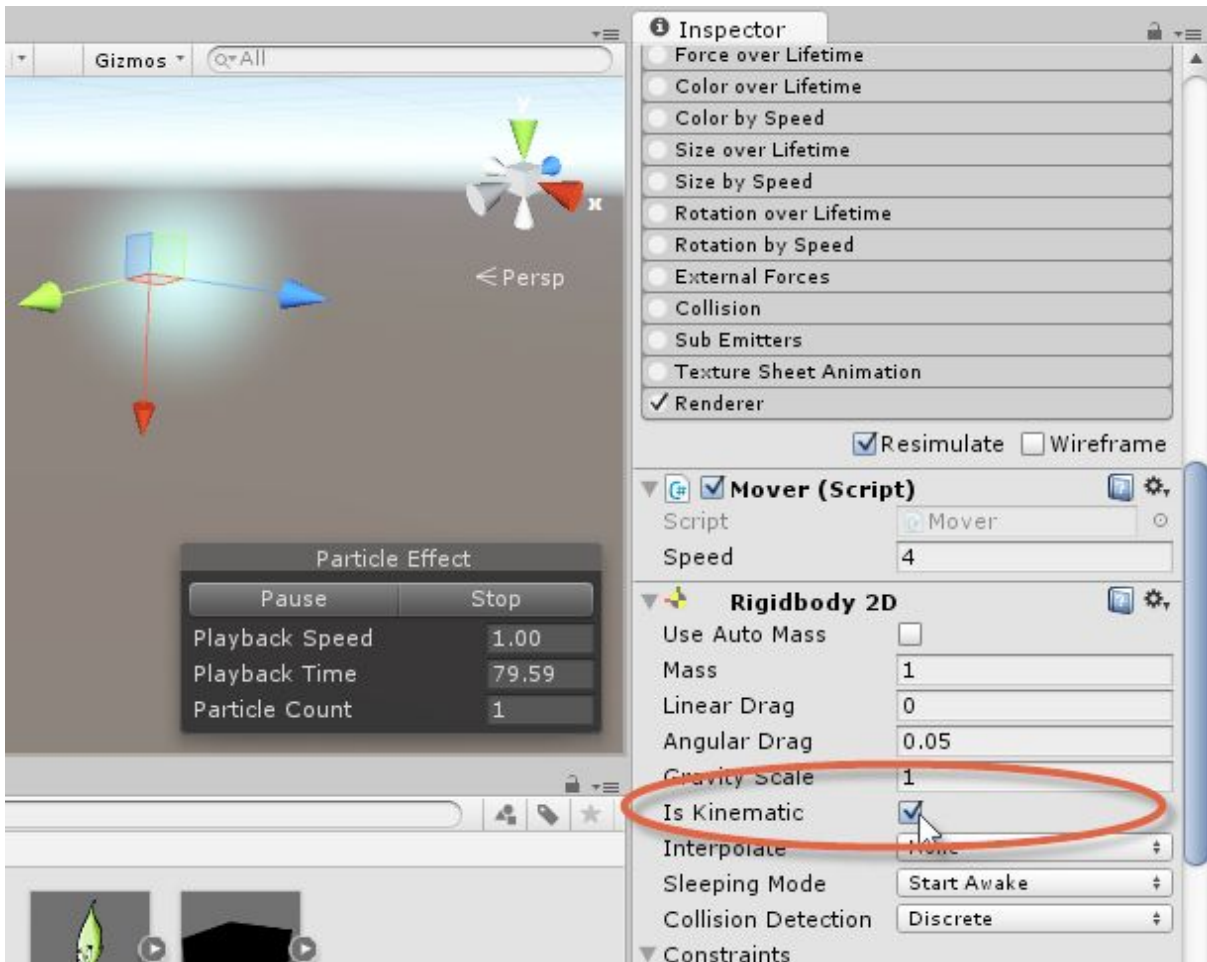 Gizmos
All
y
x
Persp
Particle Effect
Pause
Stop
Playback Speed
1.00
Playback Time
79.59
Particle Count
1
Inspector
Force over Lifetime
Color over Lifetime
Color by Speed
Size over Lifetime
Size by Speed
Rotation over Lifetime
Rotation by Speed
External Forces
Collision
Sub Emitters
Texture Sheet Animation
Renderer
Resimulate
Wireframe
Mover (Script)
Script
Mover
Speed
4
Rigidbody 2D
Use Auto Mass
Mass
1
Linear Drag
0
Angular Drag
0.05
Gravity Scale
1
Is Kinematic
Interpolate
None
Sleeping Mode
Start Awake
Collision Detection
Discrete
Constraints